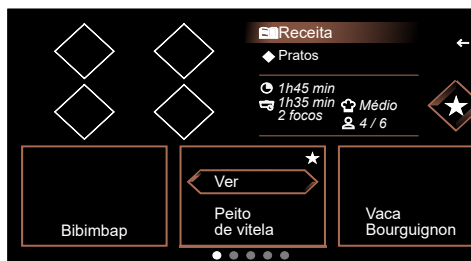 Receita
Pratos
1h45 min
1h35 min
2 focos
Médio
4 / 6
Bibimbap
Ver
Peito
de vitela
Vaca
Bourguignon